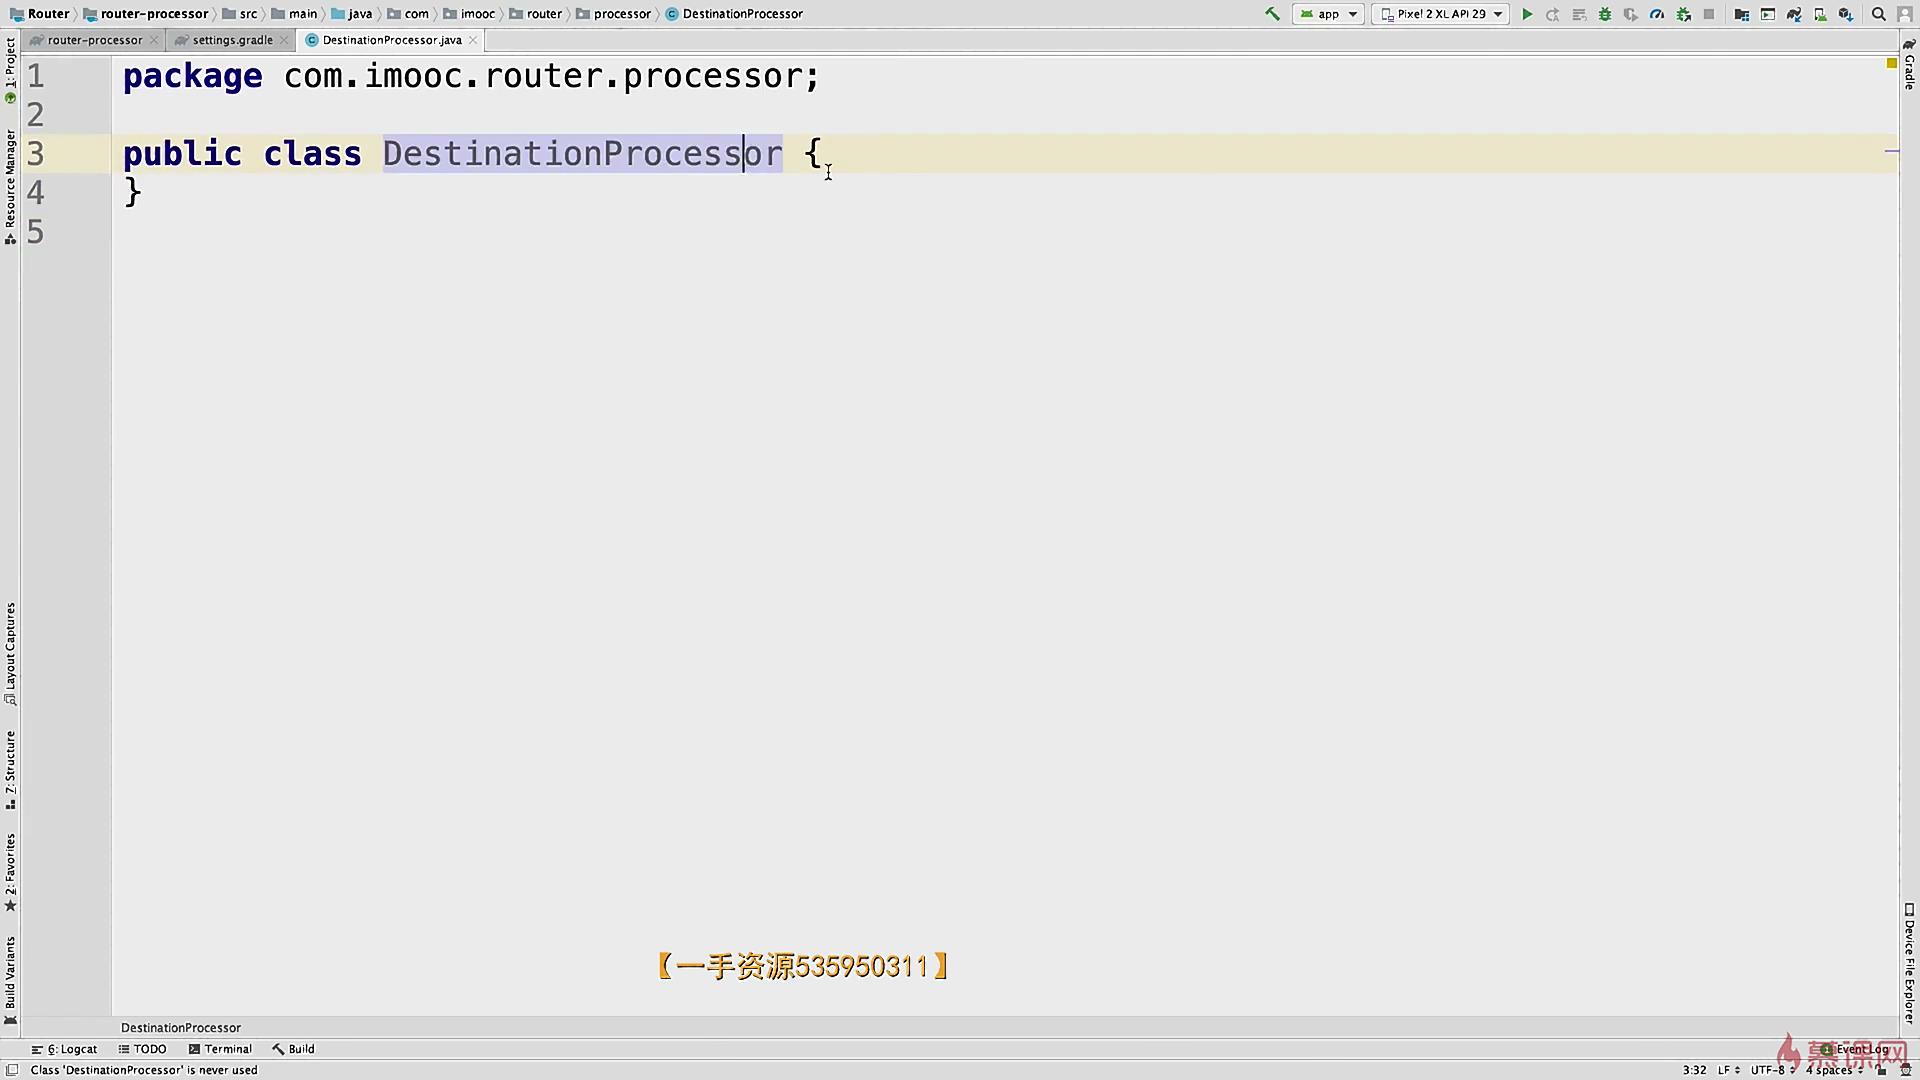 Router router-processor src main java com imooc router processor DestinationProcessor
app Pixel 2 XL API 29
router-processor settings.gradle DestinationProcessor.java
1: Project
Resource Manager
Layout Captures
7: Structure
2: Favorites
Build Variants
1 package com.imooc.router.processor;
2
3 public class DestinationProcessor {
4 }
5
Gradle
Device File Explorer
【一手资源535950311】
DestinationProcessor
6: Logcat TODO Terminal Build
Event Log
慕课网
Class 'DestinationProcessor' is never used
3:32 LF UTF-8 4 spaces